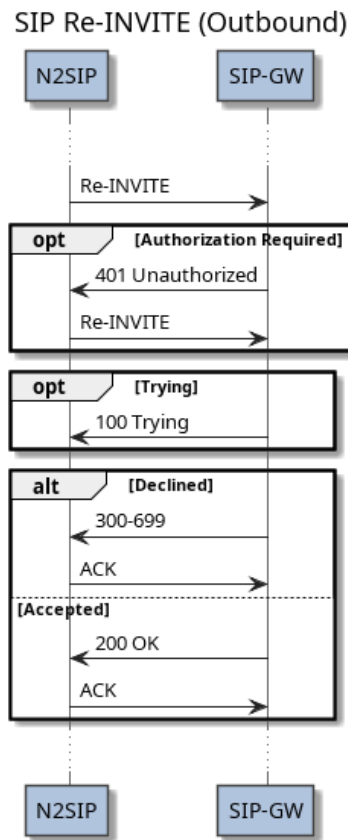 SIP Re-INVITE (Outbound)
N2SIP SIP-GW
Re-INVITE
opt [Authorization Required]
401 Unauthorized
Re-INVITE
opt [Trying]
100 Trying
alt [Declined]
300-699
ACK
[Accepted]
200 OK
ACK
N2SIP SIP-GW